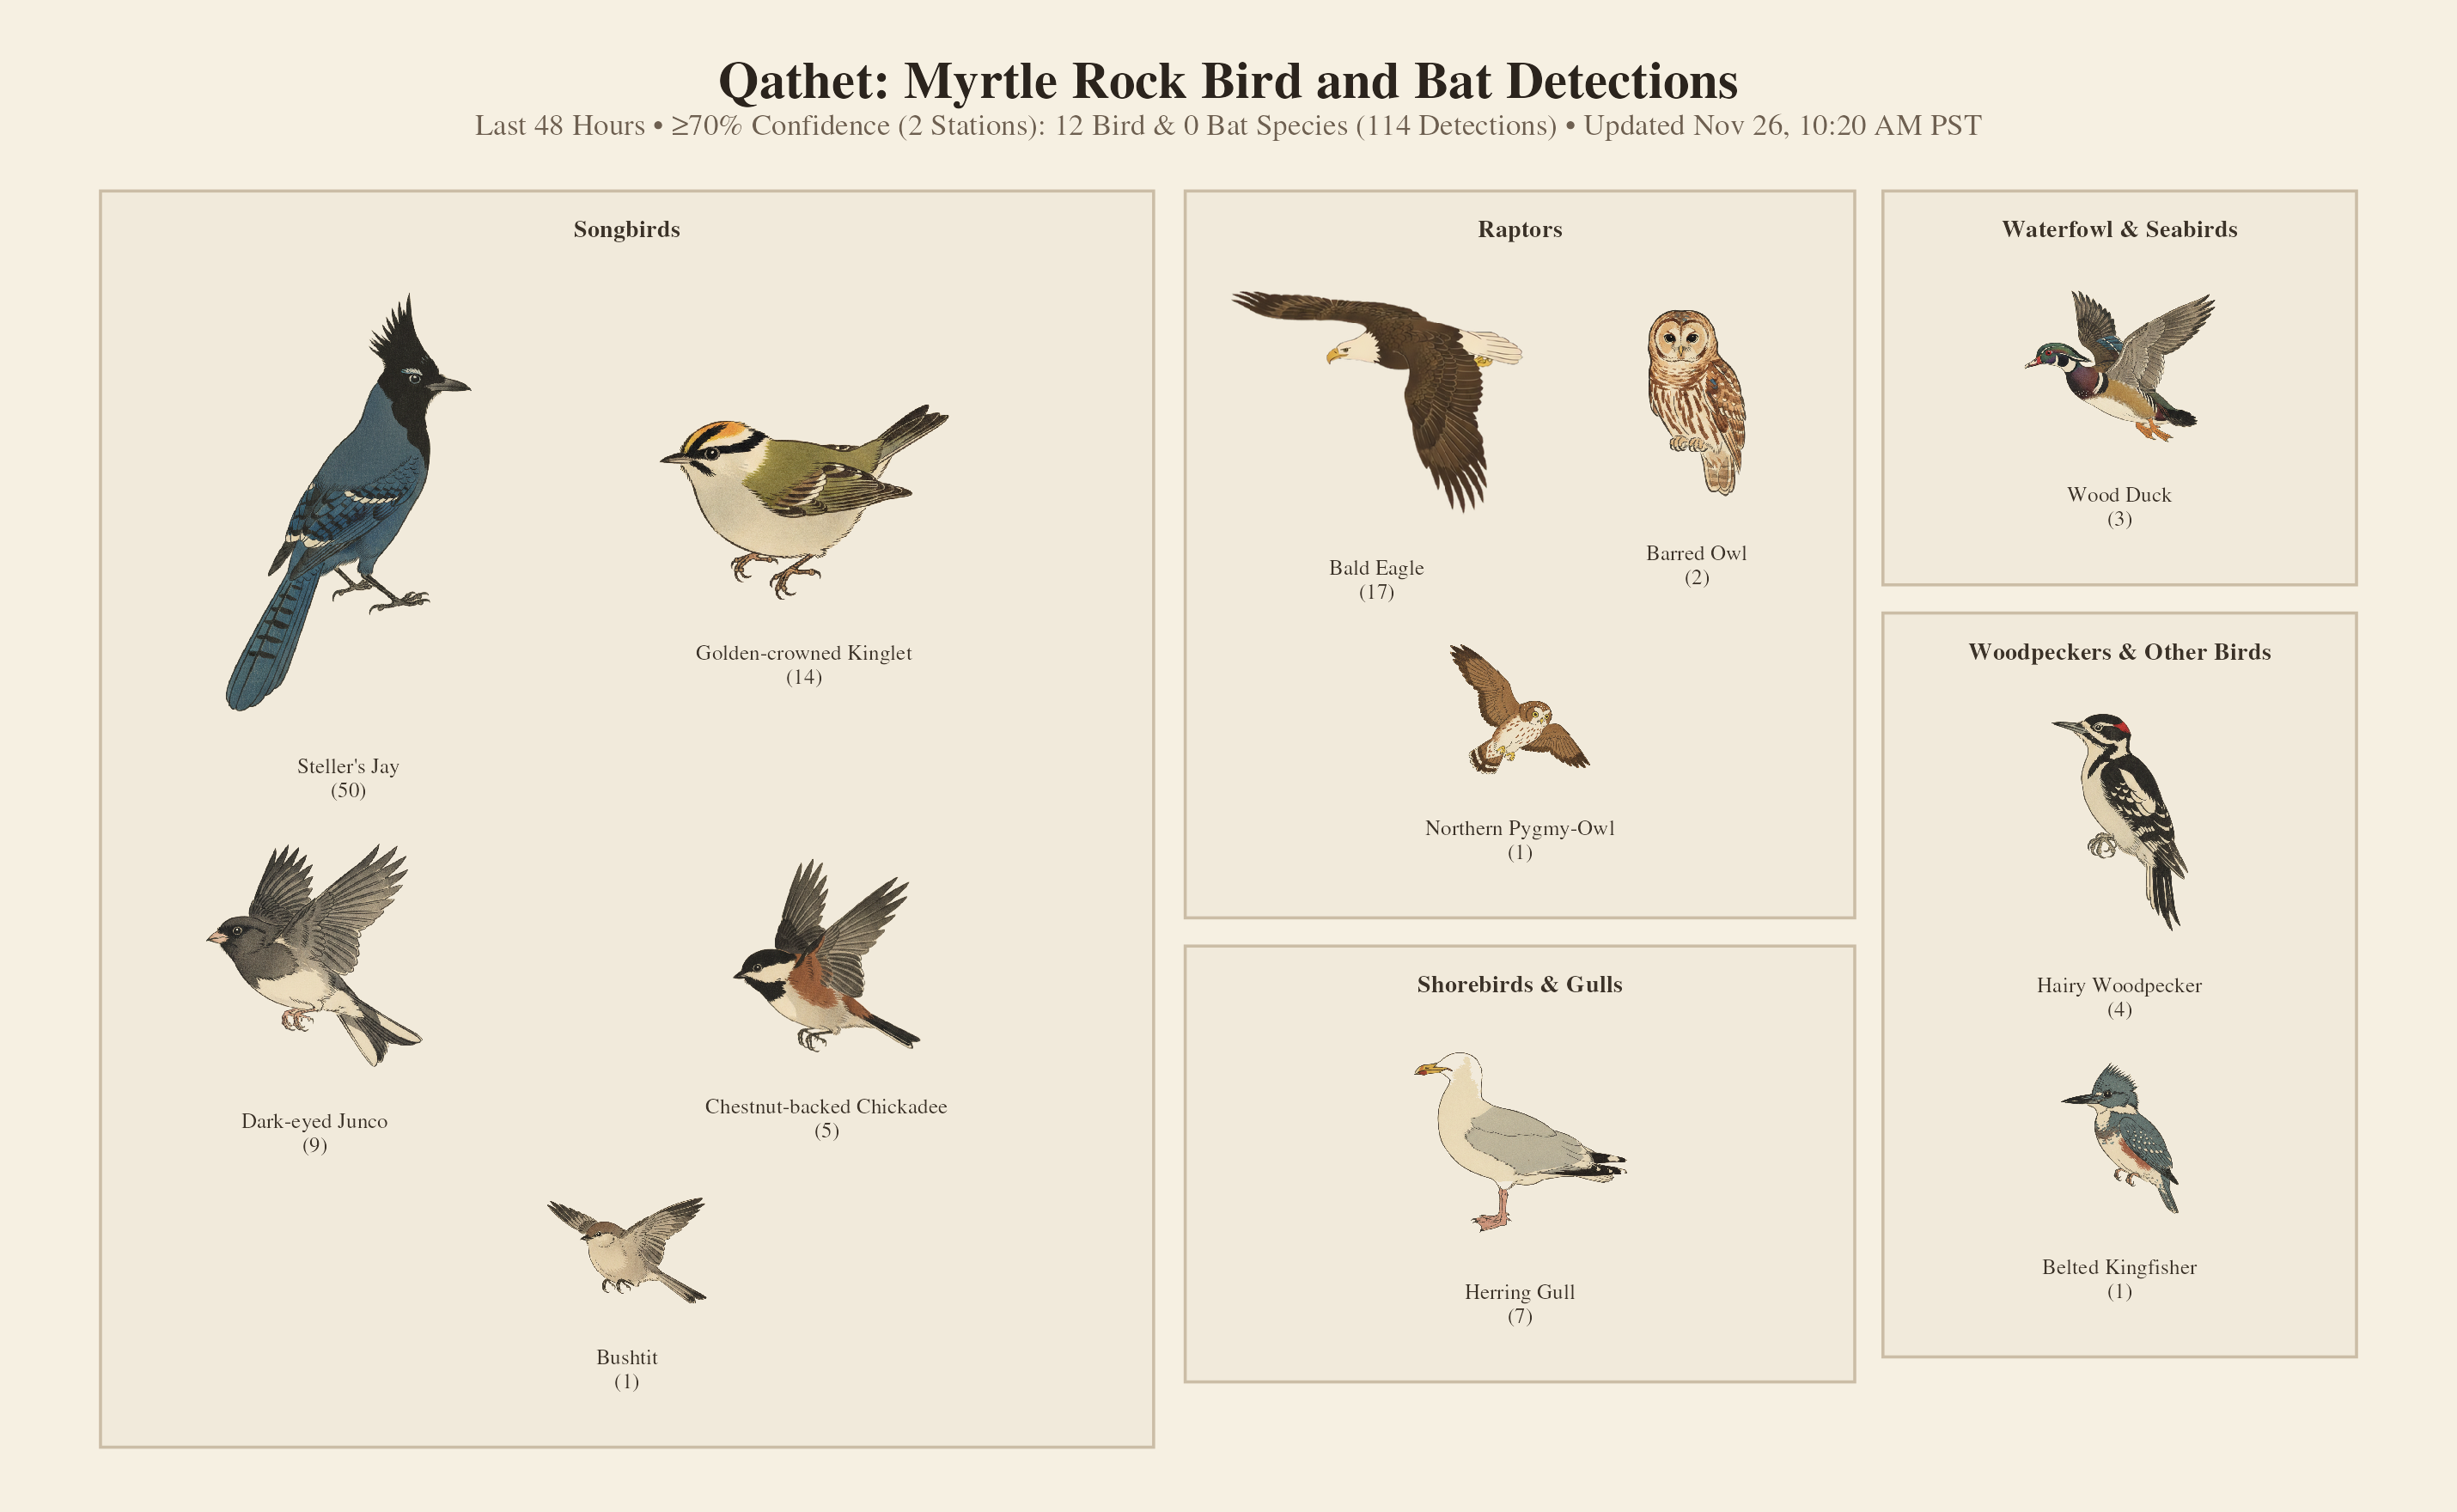 Qathet: Myrtle Rock Bird and Bat Detections
Last 48 Hours • ≥70% Confidence (2 Stations): 12 Bird & 0 Bat Species (114 Detections) • Updated Nov 26, 10:20 AM PST
Songbirds
Steller's Jay
(50)
Golden-crowned Kinglet
(14)
Dark-eyed Junco
(9)
Chestnut-backed Chickadee
(5)
Bushtit
(1)
Raptors
Bald Eagle
(17)
Barred Owl
(2)
Northern Pygmy-Owl
(1)
Shorebirds & Gulls
Herring Gull
(7)
Waterfowl & Seabirds
Wood Duck
(3)
Woodpeckers & Other Birds
Hairy Woodpecker
(4)
Belted Kingfisher
(1)